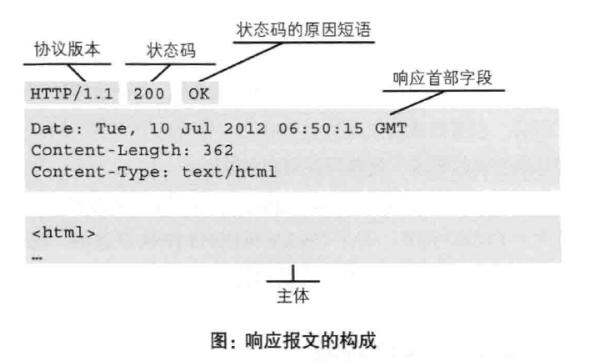 状态码的原因短语
协议版本 状态码
响应首部字段
HTTP/1.1 200 OK
Date: Tue, 10 Jul 2012 06:50:15 GMT
Content-Length: 362
Content-Type: text/html
<html>
…
主体
图：响应报文的构成